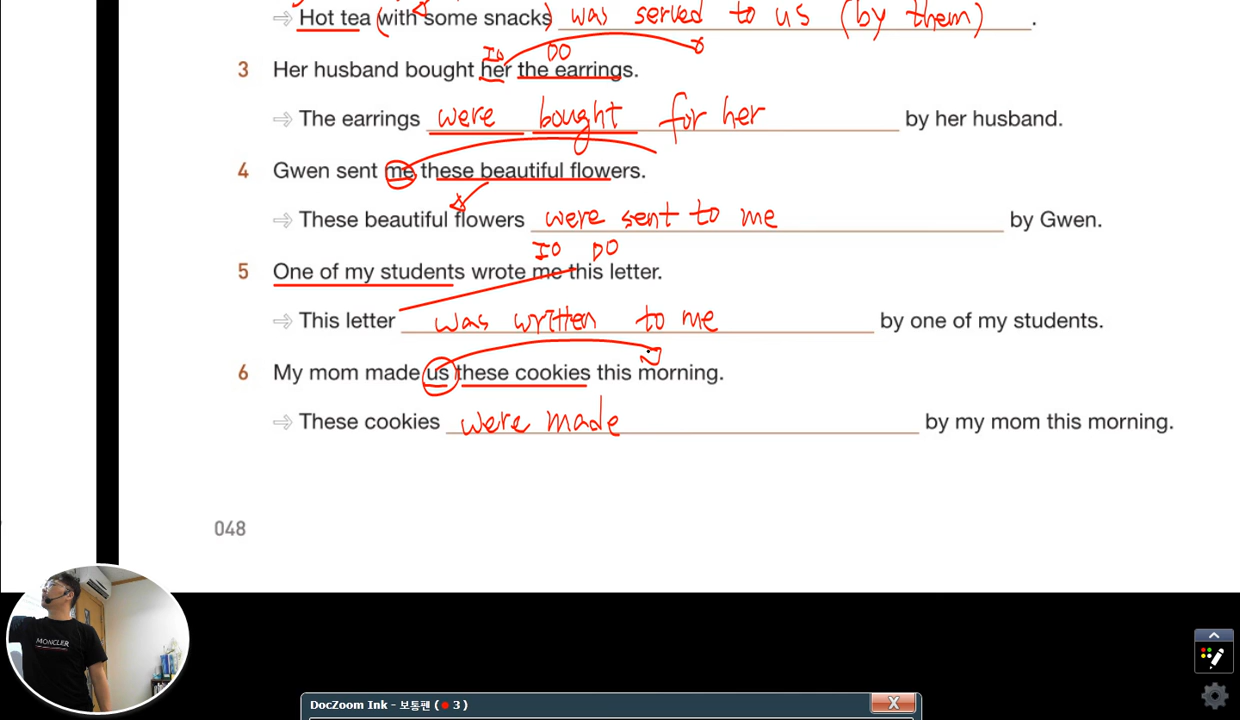 ⇨ Hot tea (with some snacks) was served to us (by them) .
IO DO
3 Her husband bought her the earrings.
⇨ The earrings were bought for her by her husband.
4 Gwen sent me these beautiful flowers.
⇨ These beautiful flowers were sent to me by Gwen.
IO DO
5 One of my students wrote me this letter.
⇨ This letter was written to me by one of my students.
6 My mom made us these cookies this morning.
⇨ These cookies were made by my mom this morning.
048
MONCLER
DocZoom Ink - 보통펜 ( ● 3 )